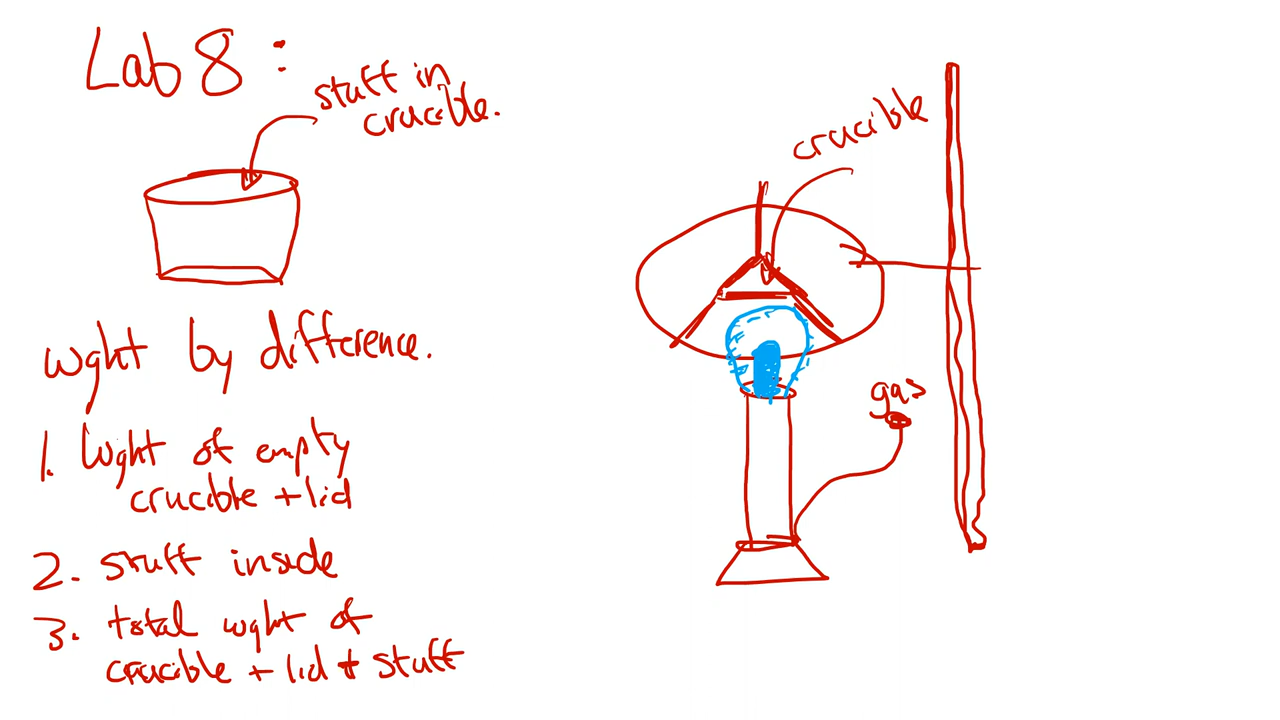 Lab 8:
stuff in
crucible.
wght by difference.
1. Wght of empty
crucible + lid
2. stuff inside
3. total wght of
crucible + lid + stuff
crucible
gas